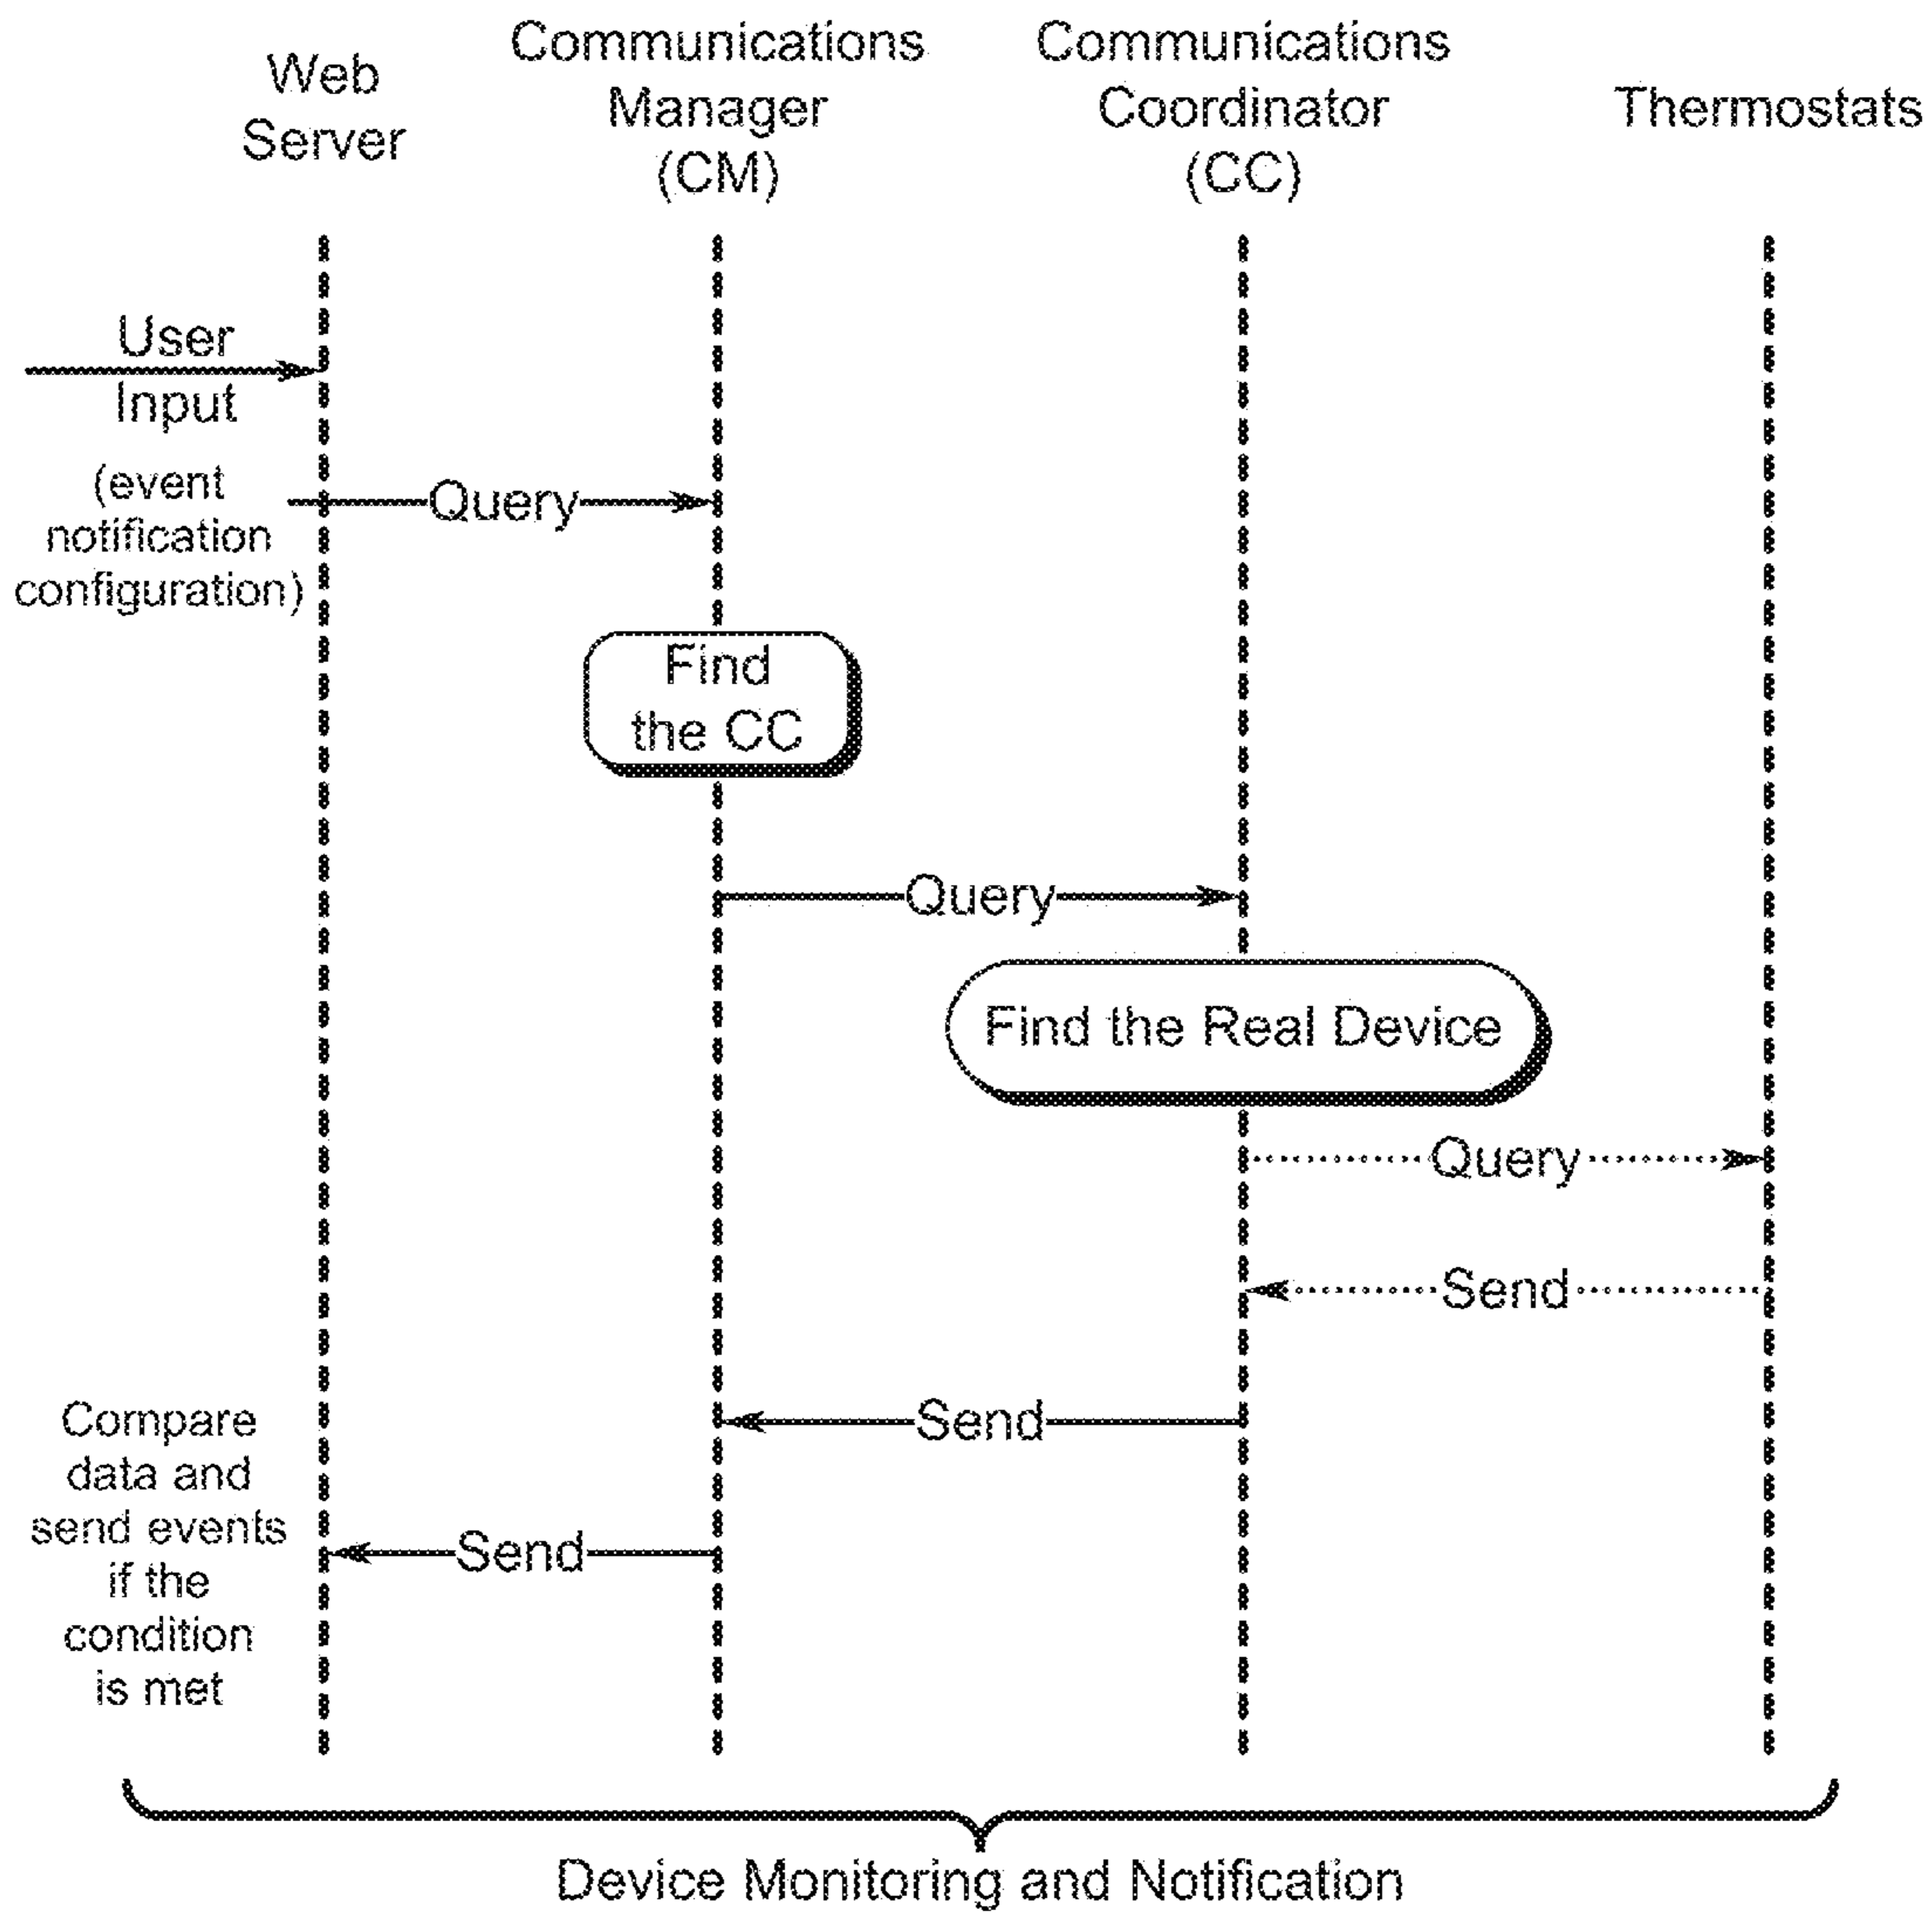 Web
Server
Communications
Manager
(CM)
Communications
Coordinator
(CC)
Thermostats
User
Input
(event
notification
configuration)
Query
Find
the CC
Query
Find the Real Device
Query
Send
Send
Send
Compare
data and
send events
if the
condition
is met
Device Monitoring and Notification